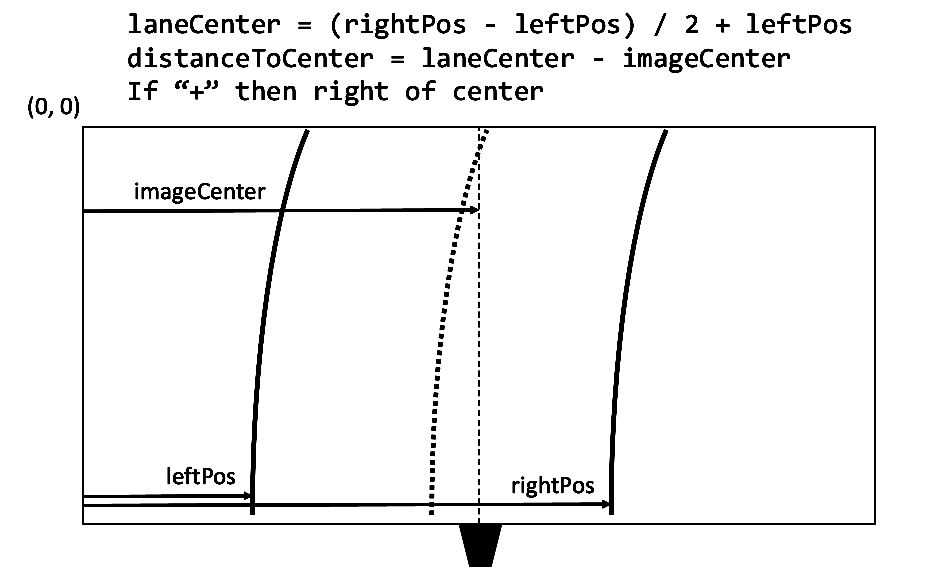 laneCenter = (rightPos - leftPos) / 2 + leftPos
distanceToCenter = laneCenter - imageCenter
If “+” then right of center
(0, 0)
imageCenter
leftPos
rightPos